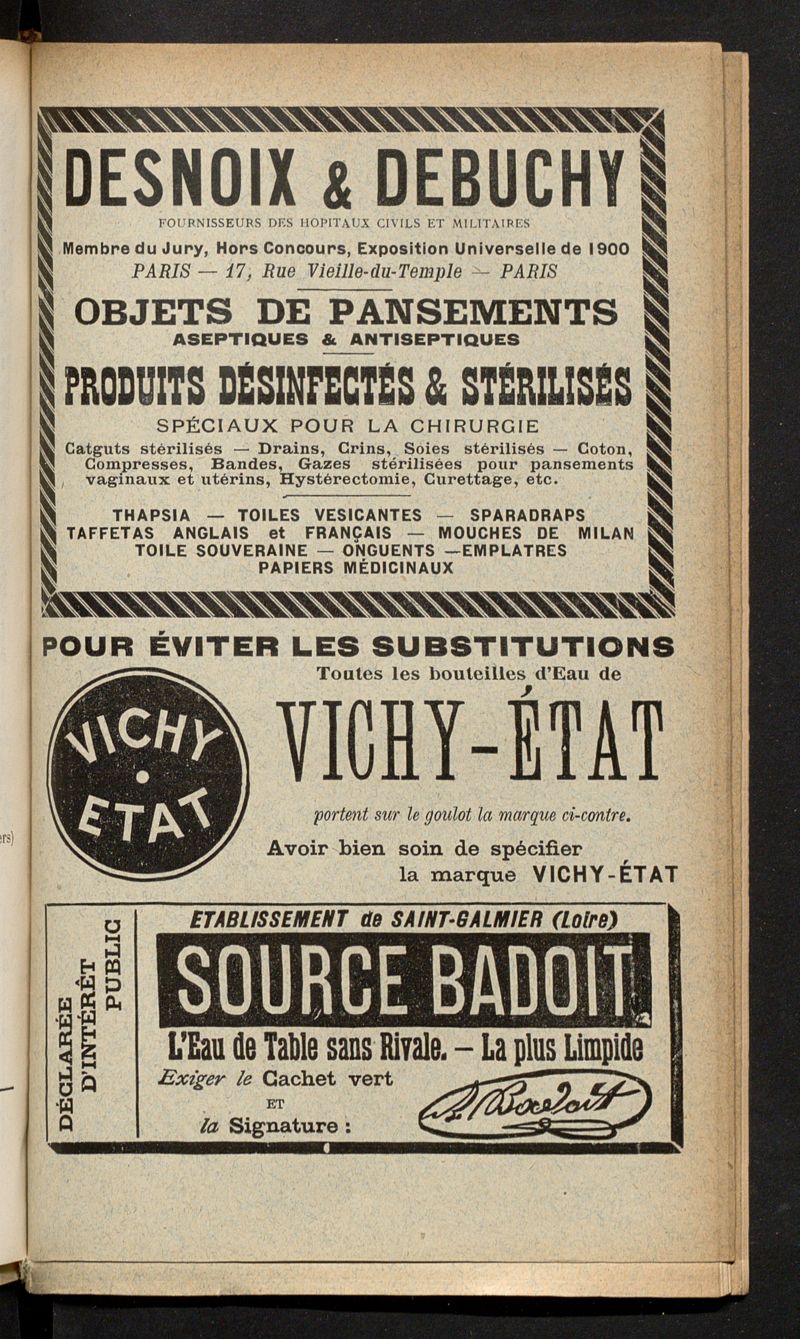 DESNOIX & DEBUCHY
FOURNISSEURS DES HOPITAUX CIVILS ET MILITAIRES
Membre du Jury, Hors Concours, Exposition Universelle de 1900
PARIS — 17, Rue Vieille-du-Temple — PARIS
OBJETS DE PANSEMENTS
ASEPTIQUES & ANTISEPTIQUES
PRODUITS DÉSINFECTÉS & STÉRILISÉS
SPÉCIAUX POUR LA CHIRURGIE
Catguts stérilisés — Drains, Crins, Soies stérilisés — Coton,
Compresses, Bandes, Gazes stérilisées pour pansements
vaginaux et utérins, Hystérectomie, Curettage, etc.
THAPSIA — TOILES VESICANTES — SPARADRAPS
TAFFETAS ANGLAIS et FRANÇAIS — MOUCHES DE MILAN
TOILE SOUVERAINE — ONGUENTS —EMPLATRES
PAPIERS MÉDICINAUX
POUR ÉVITER LES SUBSTITUTIONS
Toutes les bouteilles d'Eau de
VICHY
ETAT
VICHY-ÉTAT
portent sur le goulot la marque ci-contre.
Avoir bien soin de spécifier
la marque VICHY-ÉTAT
DÉCLARÉE
D'INTÉRÊT
PUBLIC
ETABLISSEMENT de SAINT-GALMIER (Loire)
SOURCE BADOIT
L'Eau de Table sans Rivale. — La plus Limpide
Exiger le Cachet vert
ET
la Signature :
Badoit